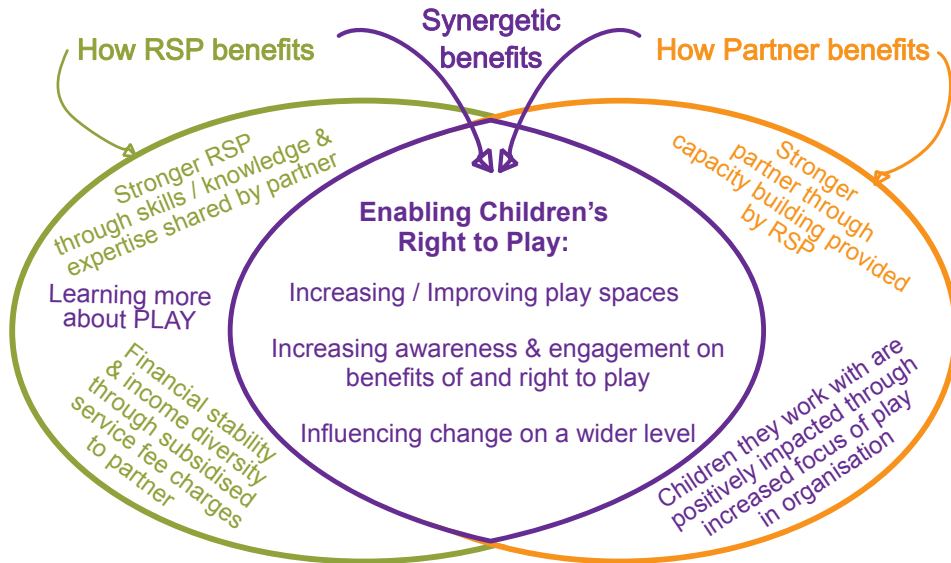 How RSP benefits
Synergetic
benefits
How Partner benefits
Stronger RSP
through skills / knowledge &
expertise shared by partner
Learning more
about PLAY
Financial stability
& income diversity
through subsidised
service fee charges
to partner
Enabling Children's
Right to Play:
Increasing / Improving play spaces
Increasing awareness & engagement on
benefits of and right to play
Influencing change on a wider level
Stronger
partner through
capacity building provided
by RSP
Children they work with are
positively impacted through
increased focus of play
in organisation